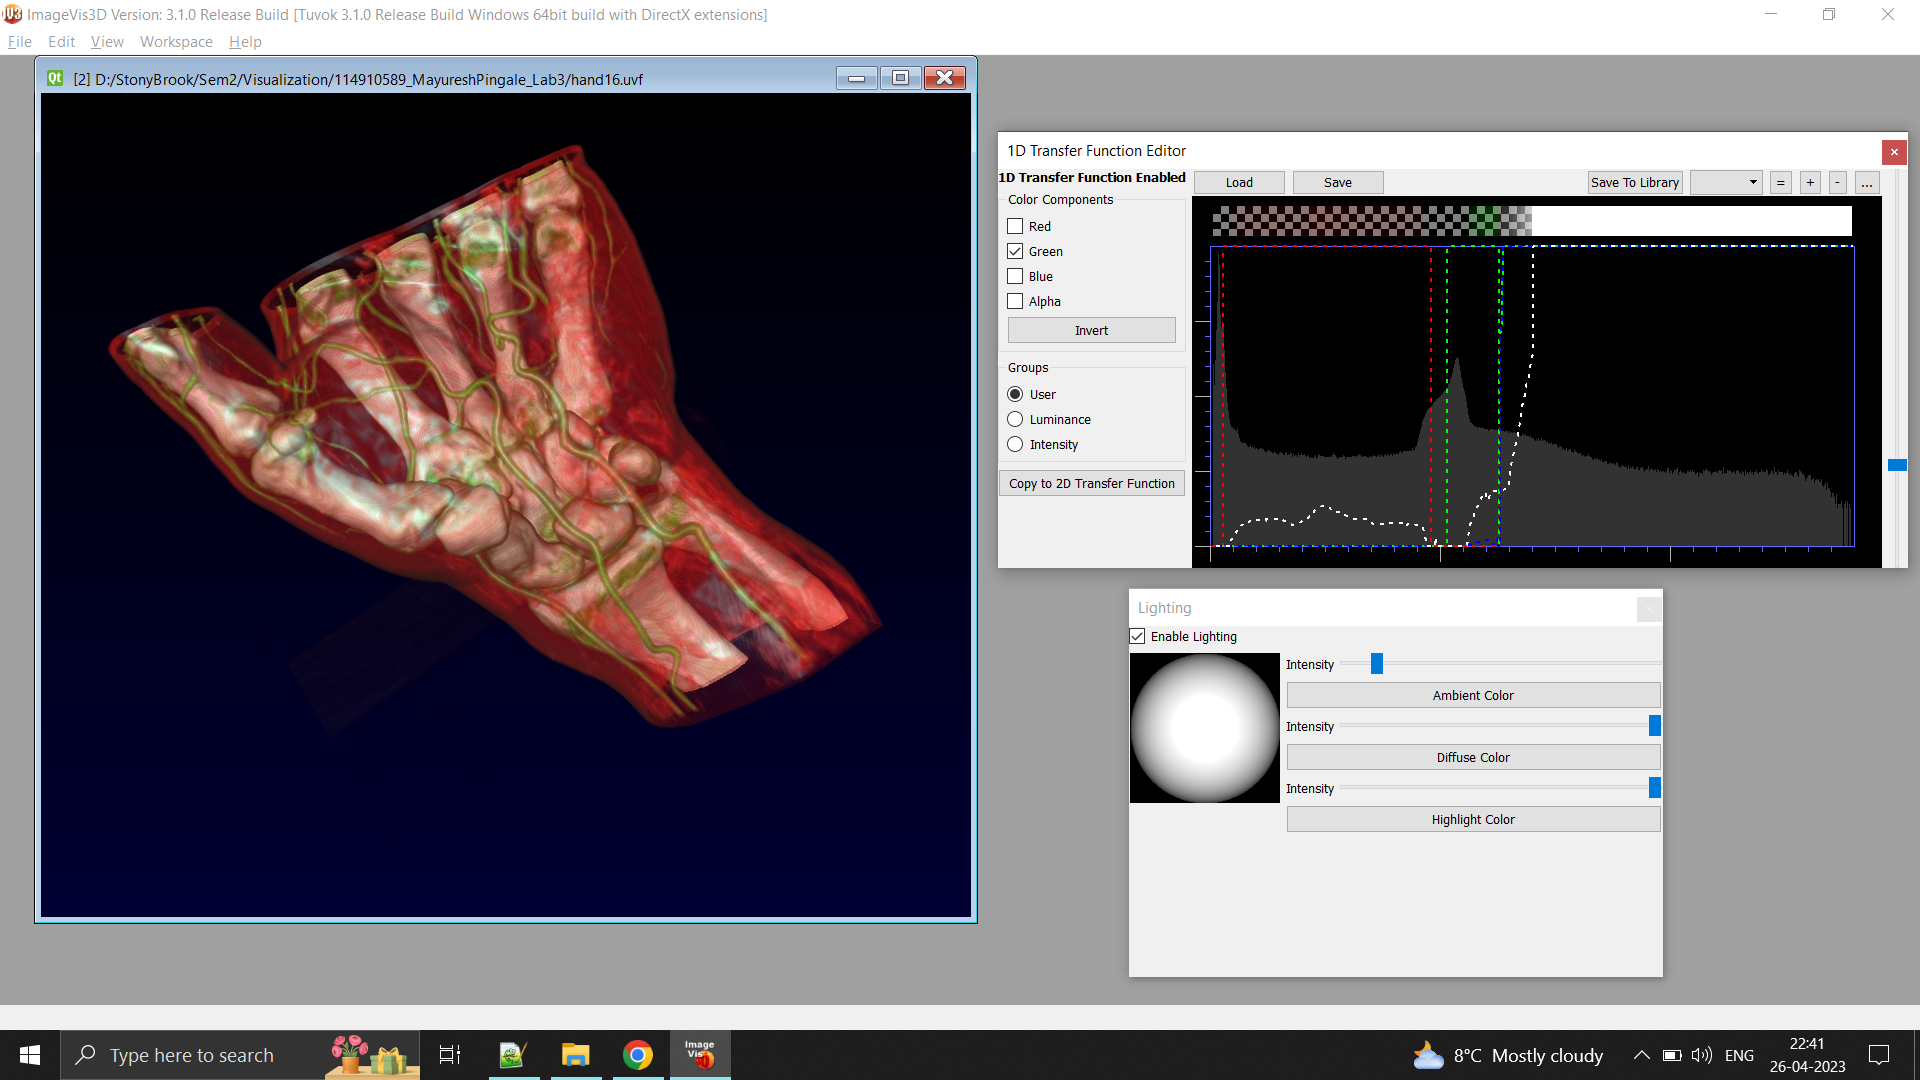 ImageVis3D Version: 3.1.0 Release Build [Tuvok 3.1.0 Release Build Windows 64bit build with DirectX extensions]
File Edit View Workspace Help
[2] D:/StonyBrook/Sem2/Visualization/114910589_MayureshPingale_Lab3/hand16.uvf
1D Transfer Function Editor
1D Transfer Function Enabled
Load Save Save To Library = + - ...
Color Components
Red
Green
Blue
Alpha
Invert
Groups
User
Luminance
Intensity
Copy to 2D Transfer Function
Lighting
Enable Lighting
Intensity
Ambient Color
Intensity
Diffuse Color
Intensity
Highlight Color
Type here to search
Image
Vis
8°C Mostly cloudy
ENG
22:41
26-04-2023